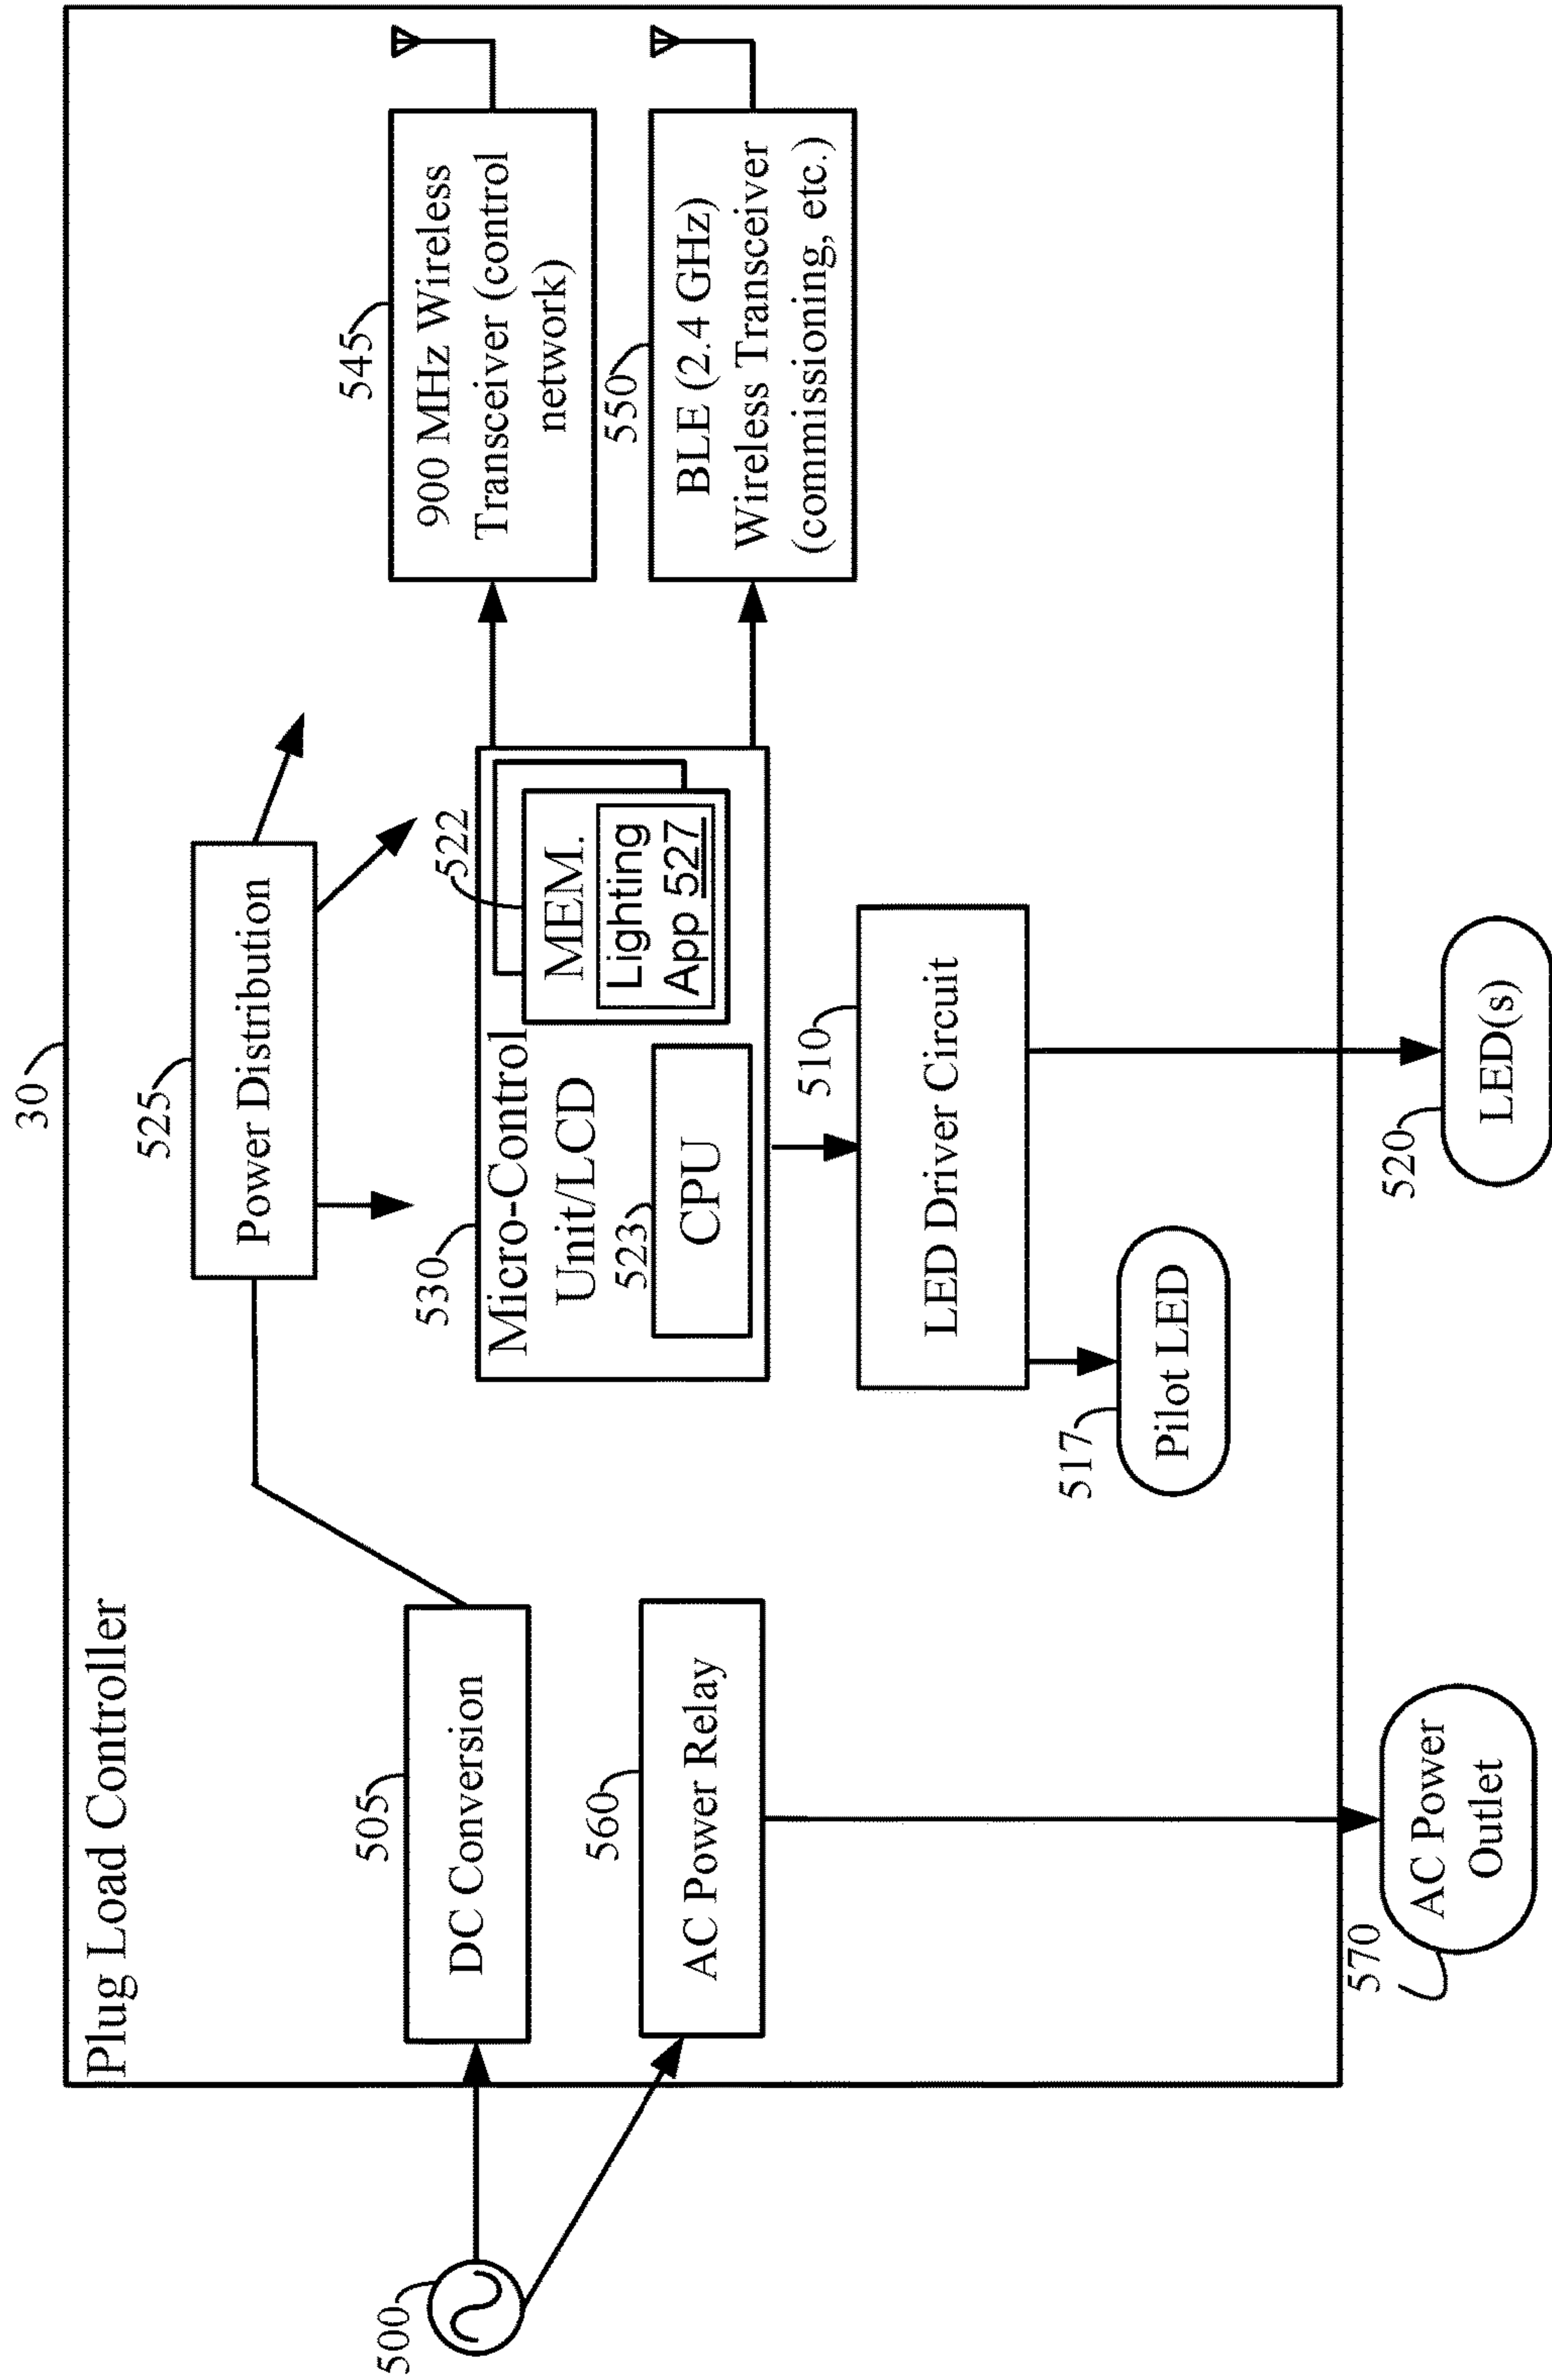 30
Plug Load Controller
525
Power Distribution
500
505
DC Conversion
560
AC Power Relay
530
Micro-Control
Unit/LCD
523
CPU
522
MEM.
Lighting
App 527
545
900 MHz Wireless
Transceiver (control
network)
550
BLE (2.4 GHz)
Wireless Transceiver
(commissioning, etc.)
510
LED Driver Circuit
517
Pilot LED
520
LED(s)
570
AC Power
Outlet